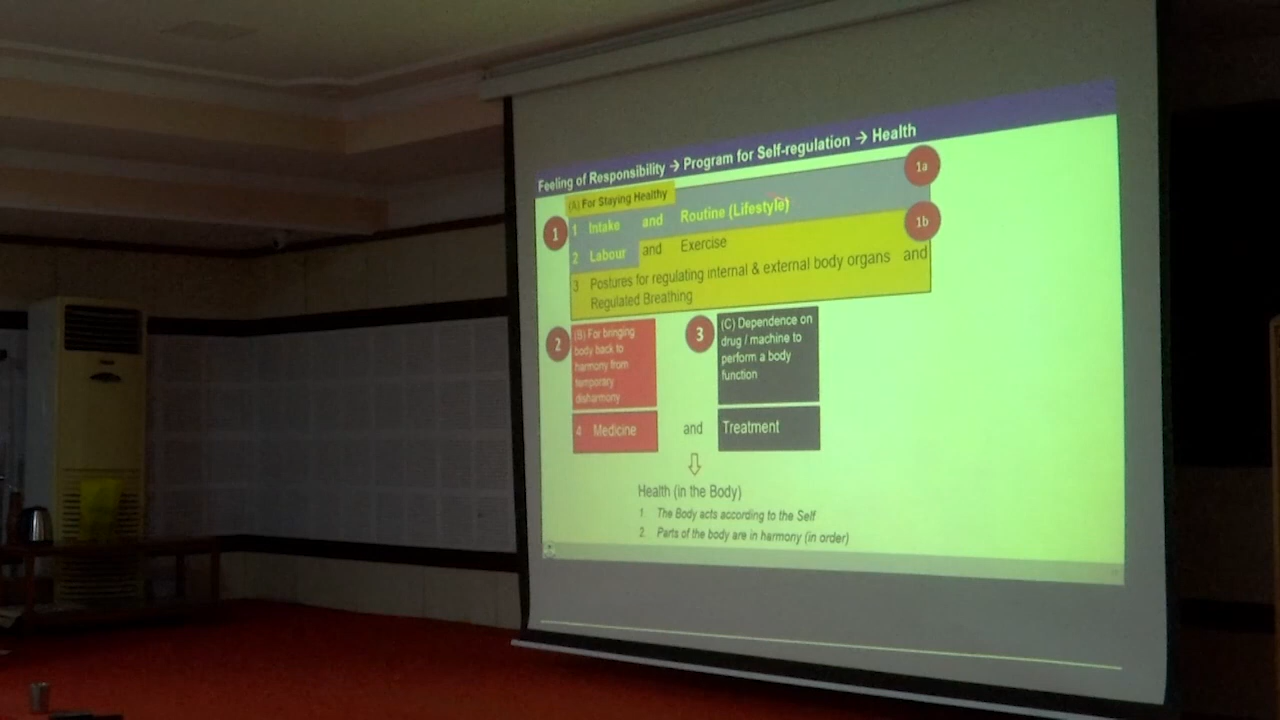 Feeling of Responsibility → Program for Self-regulation → Health
1a
(A) For Staying Healthy
1
1 Intake and Routine (Lifestyle)
1b
2 Labour and Exercise
3 Postures for regulating internal & external body organs and
Regulated Breathing
2
(B) For bringing
body back to
harmony from
temporary
disharmony
3
(C) Dependence on
drug / machine to
perform a body
function
4 Medicine and Treatment
Health (in the Body)
1 The Body acts according to the Self
2. Parts of the body are in harmony (in order)